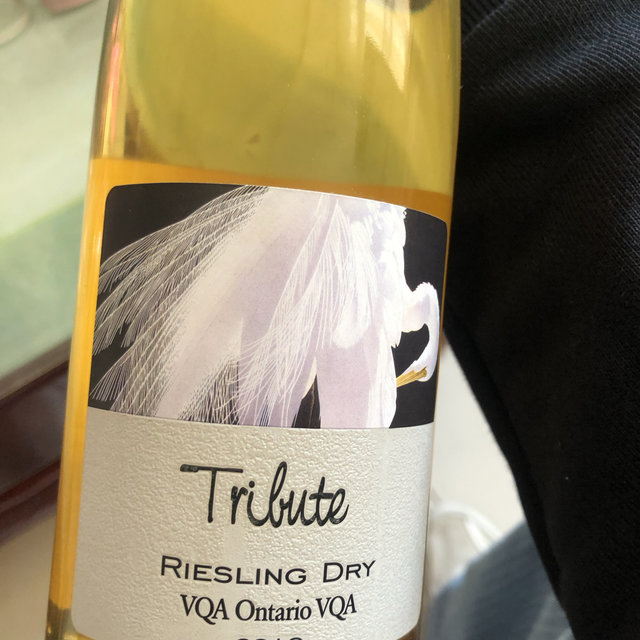 Tribute
RIESLING DRY
VQA Ontario VQA